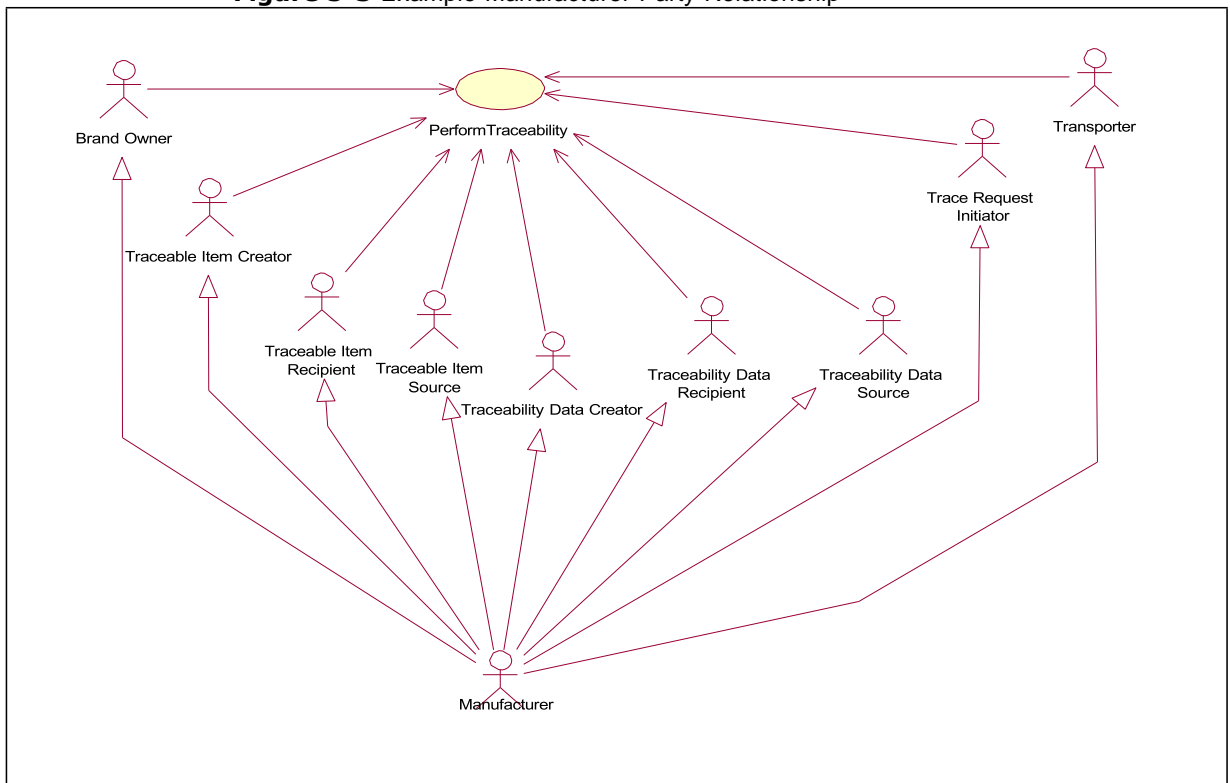 Example Manufacturer Party Relationship
Brand Owner
PerformTraceability
Transporter
Trace Request
Initiator
Traceable Item Creator
Traceable Item
Recipient
Traceable Item
Source
Traceability Data Creator
Traceability Data
Recipient
Traceability Data
Source
Manufacturer